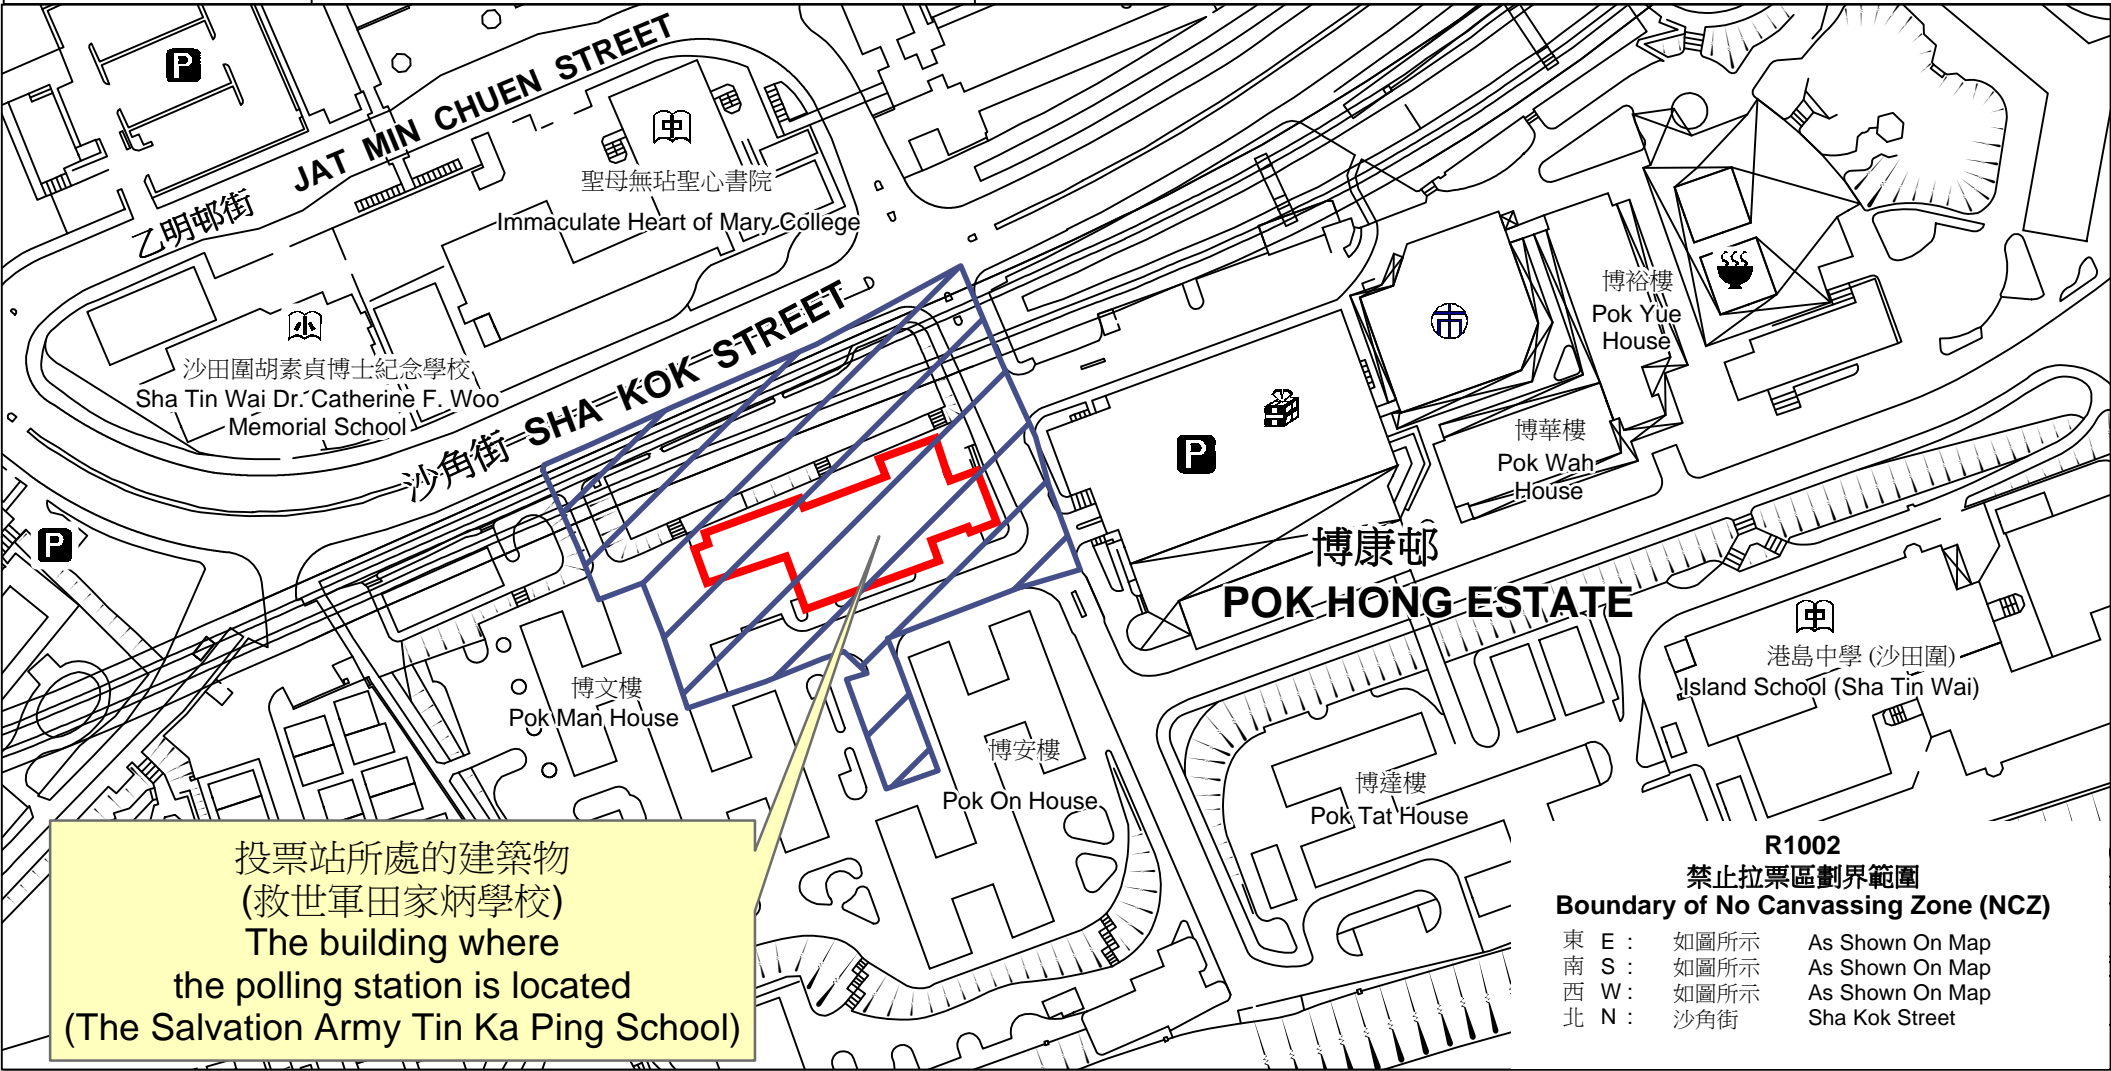 P
乙明邨街 JAT MIN CHUEN STREET
中
聖母無玷聖心書院
Immaculate Heart of Mary College
小
沙田圍胡素貞博士紀念學校
Sha Tin Wai Dr. Catherine F. Woo
Memorial School
沙角街 SHA KOK STREET
P
博裕樓
Pok Yue
House
市
博華樓
Pok Wah
House
P
博康邨
POK HONG ESTATE
中
港島中學 (沙田圍)
Island School (Sha Tin Wai)
博文樓
Pok Man House
博安樓
Pok On House
博達樓
Pok Tat House
投票站所處的建築物
(救世軍田家炳學校)
The building where
the polling station is located
(The Salvation Army Tin Ka Ping School)
R1002
禁止拉票區劃界範圍
Boundary of No Canvassing Zone (NCZ)
東 E : 如圖所示 As Shown On Map
南 S : 如圖所示 As Shown On Map
西 W : 如圖所示 As Shown On Map
北 N : 沙角街 Sha Kok Street